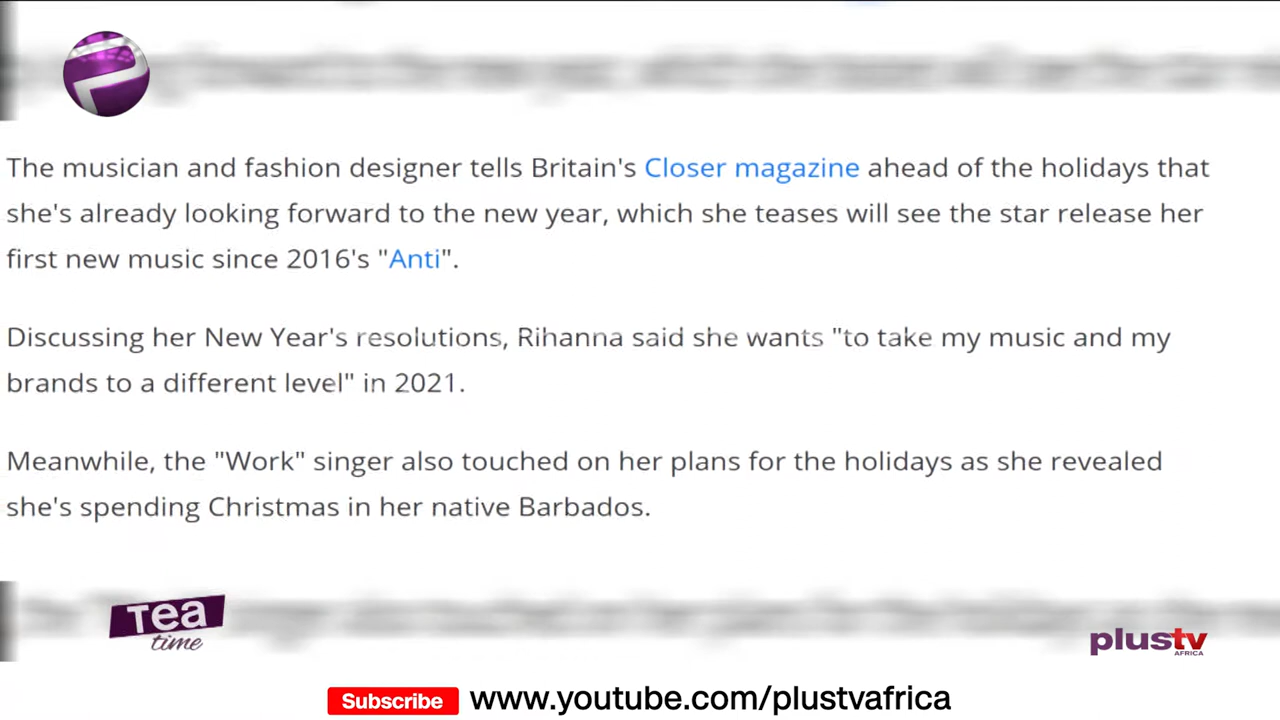 The musician and fashion designer tells Britain's Closer magazine ahead of the holidays that
she's already looking forward to the new year, which she teases will see the star release her
first new music since 2016's "Anti".
Discussing her New Year's resolutions, Rihanna said she wants "to take my music and my
brands to a different level" in 2021.
Meanwhile, the "Work" singer also touched on her plans for the holidays as she revealed
she's spending Christmas in her native Barbados.
Tea
time
plustv
AFRICA
Subscribe www.youtube.com/plustvafrica